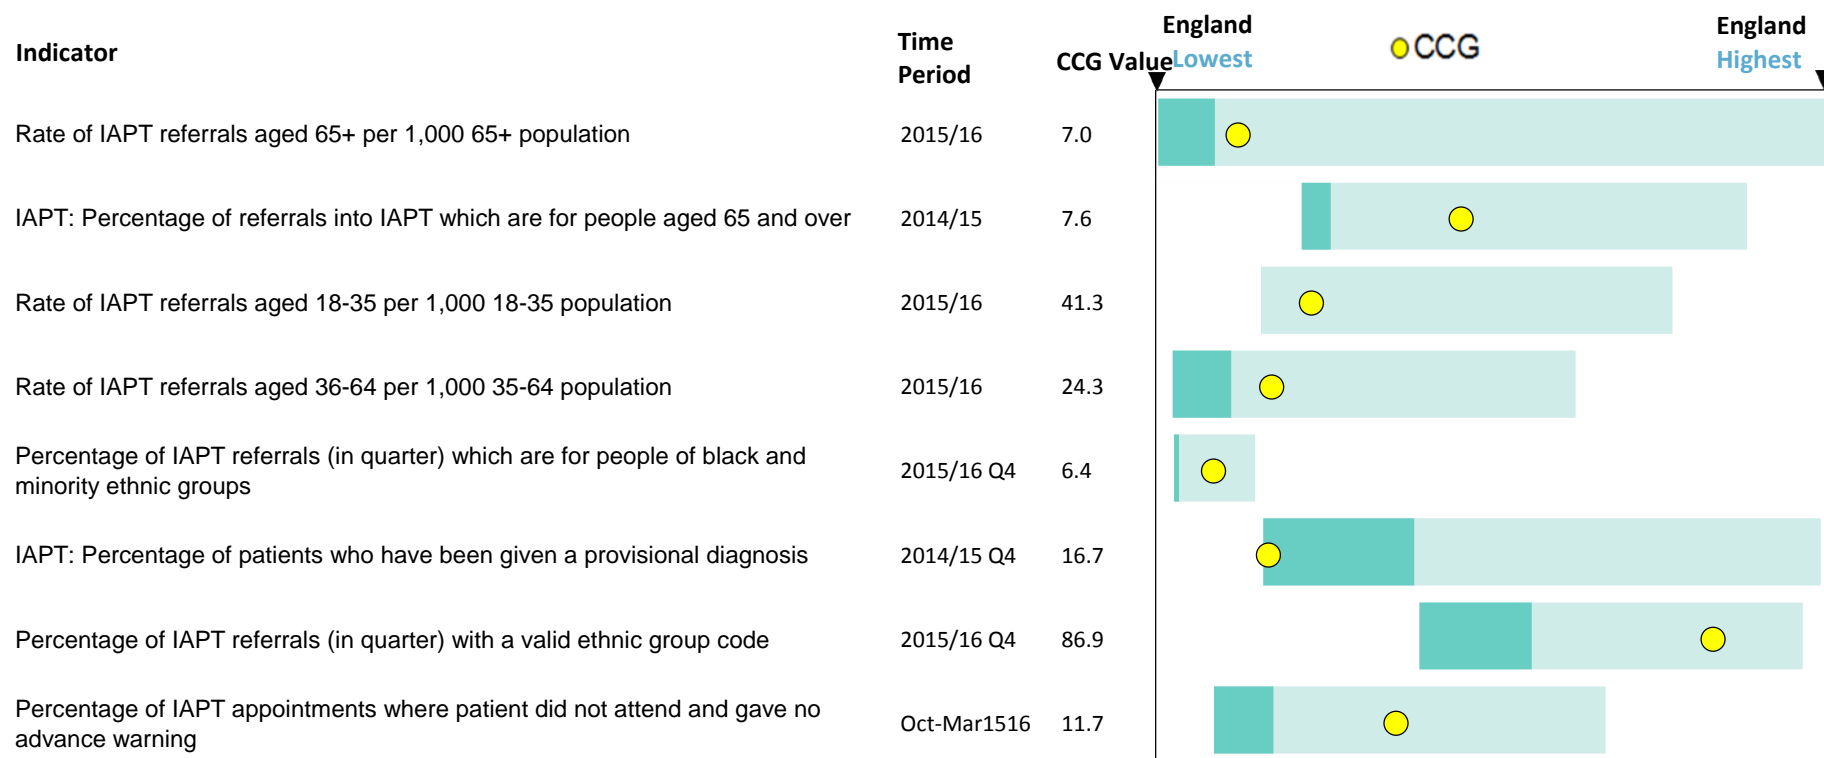 Indicator
Time Period
CCG Value
England Lowest
CCG
England Highest
Rate of IAPT referrals aged 65+ per 1,000 65+ population 2015/16 7.0
IAPT: Percentage of referrals into IAPT which are for people aged 65 and over 2014/15 7.6
Rate of IAPT referrals aged 18-35 per 1,000 18-35 population 2015/16 41.3
Rate of IAPT referrals aged 36-64 per 1,000 35-64 population 2015/16 24.3
Percentage of IAPT referrals (in quarter) which are for people of black and
minority ethnic groups 2015/16 Q4 6.4
IAPT: Percentage of patients who have been given a provisional diagnosis 2014/15 Q4 16.7
Percentage of IAPT referrals (in quarter) with a valid ethnic group code 2015/16 Q4 86.9
Percentage of IAPT appointments where patient did not attend and gave no
advance warning Oct-Mar1516 11.7